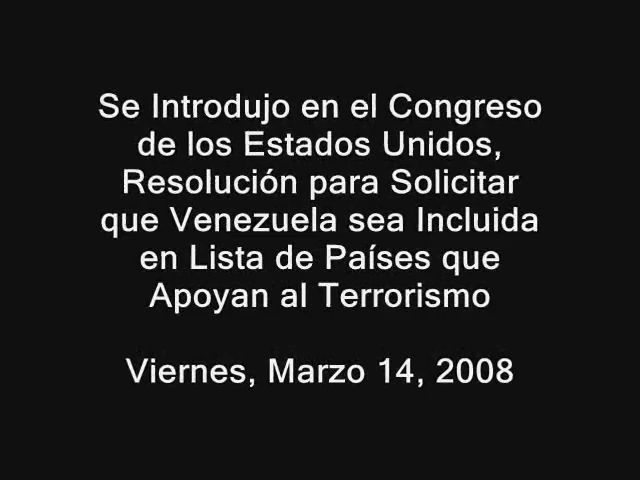 Se Introdujo en el Congreso
de los Estados Unidos,
Resolución para Solicitar
que Venezuela sea Incluida
en Lista de Países que
Apoyan al Terrorismo
Viernes, Marzo 14, 2008